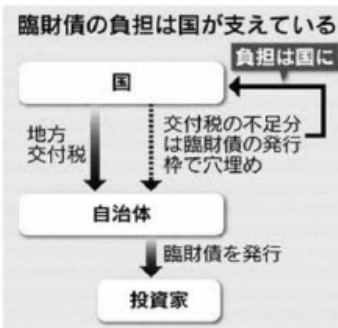 臨財債の負担は国が支えている
負担は国に
国
地方
交付税
交付税の不足分
は臨財債の発行
枠で穴埋め
自治体
臨財債を発行
投資家